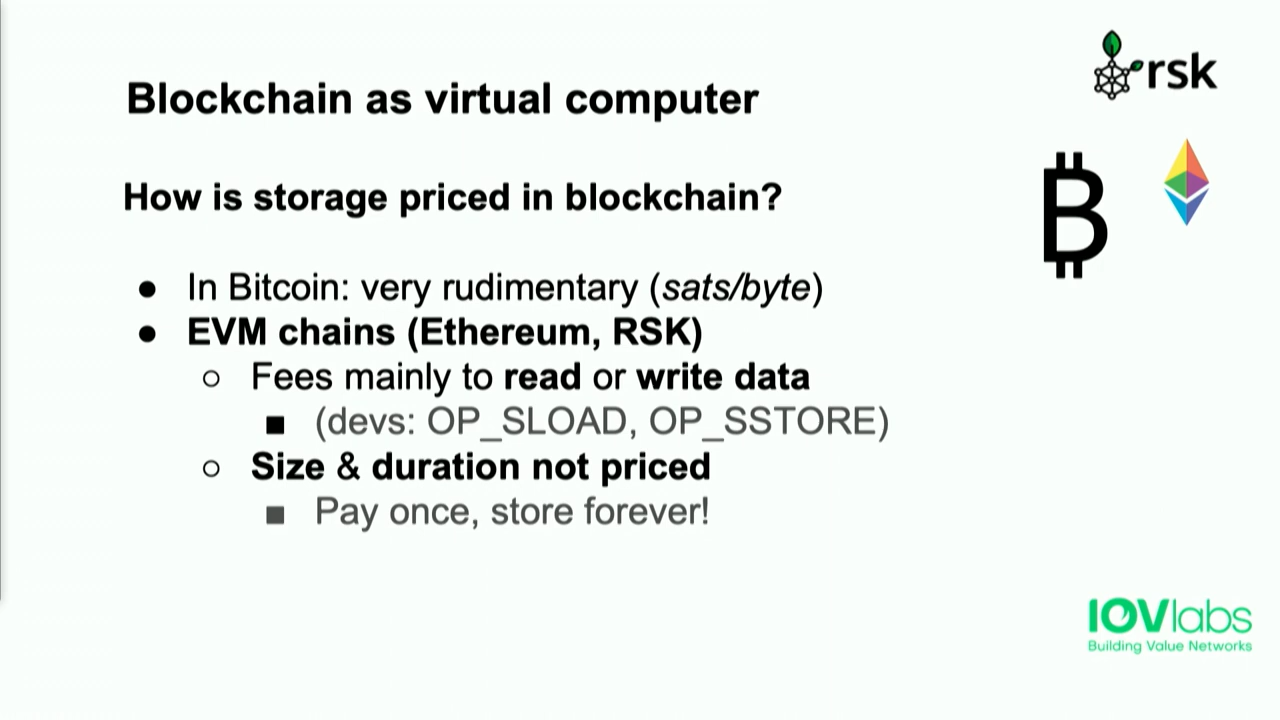 rsk
Blockchain as virtual computer
How is storage priced in blockchain?
● In Bitcoin: very rudimentary (sats/byte)
● EVM chains (Ethereum, RSK)
○ Fees mainly to read or write data
■ (devs: OP_SLOAD, OP_SSTORE)
○ Size & duration not priced
■ Pay once, store forever!
IOVlabs
Building Value Networks